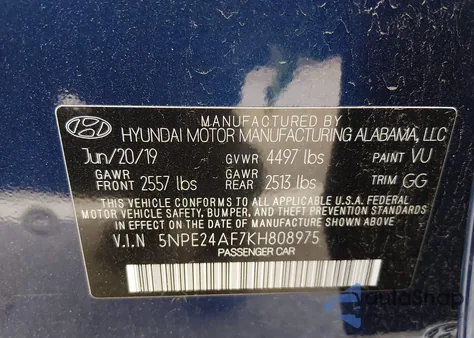 MANUFACTURED BY
HYUNDAI MOTOR MANUFACTURING ALABAMA, LLC
Jun/20/19 GVWR 4497 lbs PAINT VU
GAWR FRONT 2557 lbs GAWR REAR 2513 lbs TRIM GG
THIS VEHICLE CONFORMS TO ALL APPLICABLE U.S.A. FEDERAL
MOTOR VEHICLE SAFETY, BUMPER, AND THEFT PREVENTION STANDARDS
IN EFFECT ON THE DATE OF MANUFACTURE SHOWN ABOVE.
V.I.N 5NPE24AF7KH808975
PASSENGER CAR
AutoSnap